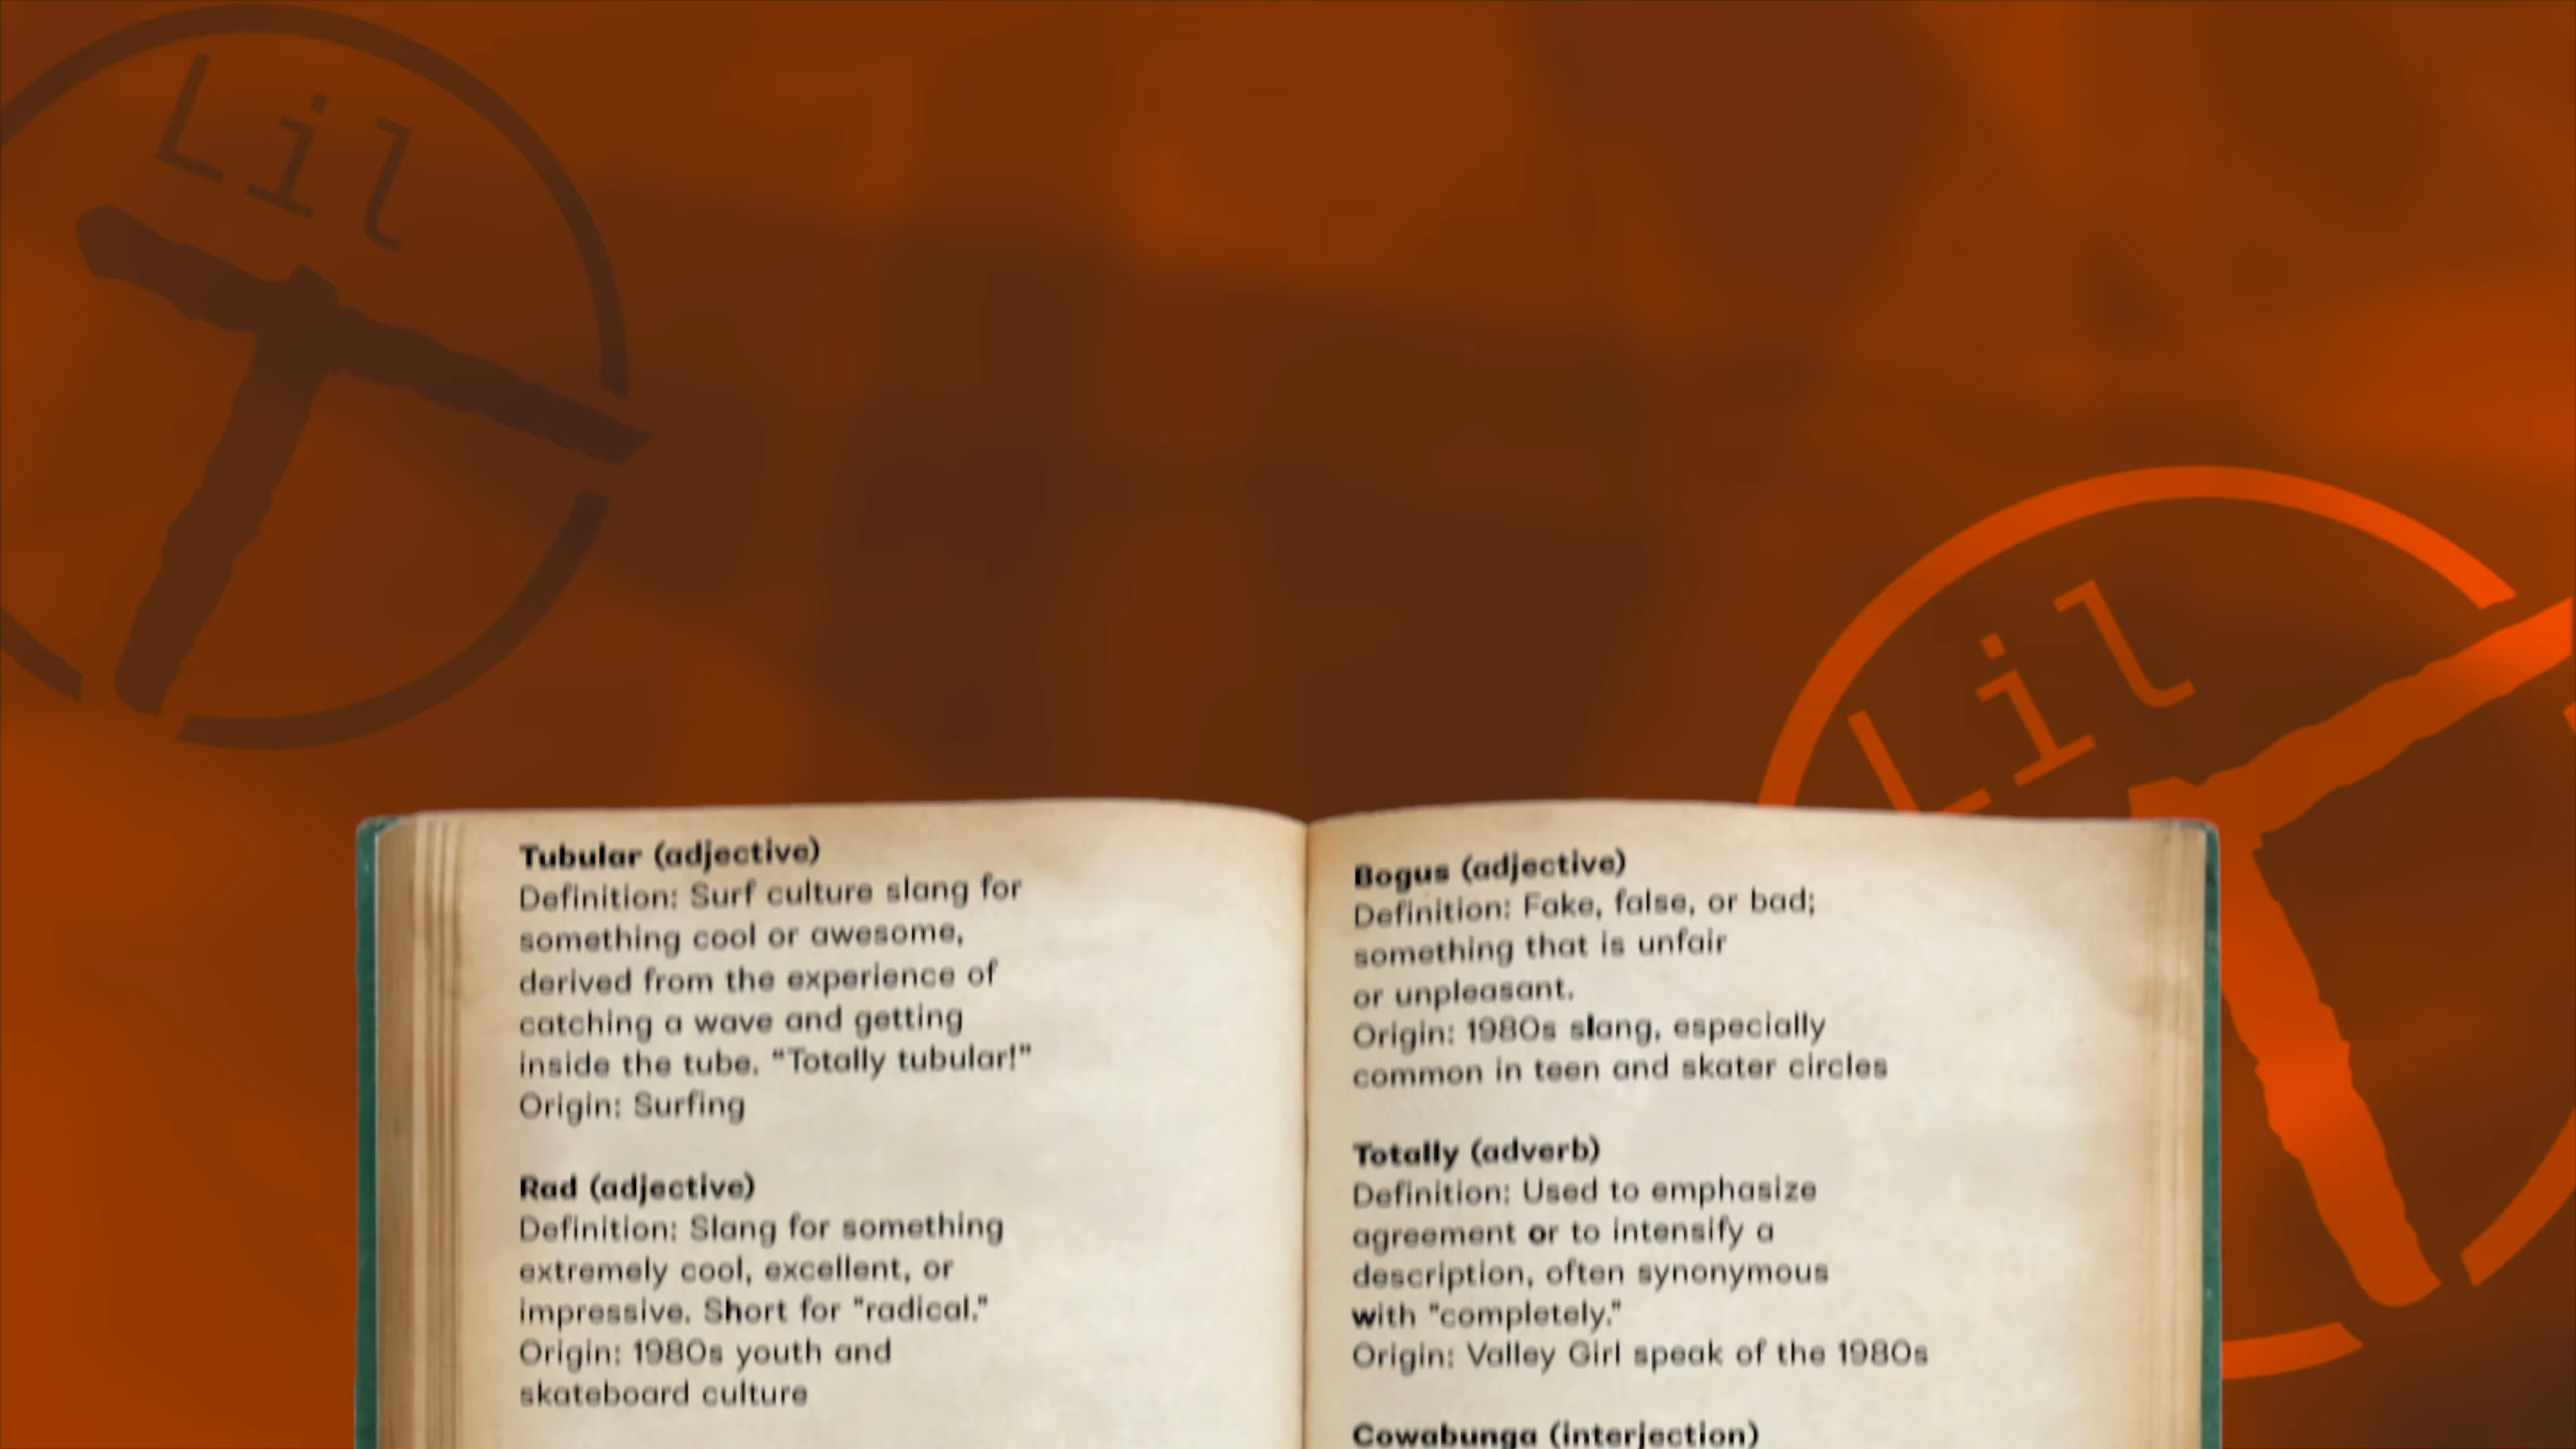 Lil
Tubular (adjective)
Definition: Surf culture slang for
something cool or awesome,
derived from the experience of
catching a wave and getting
inside the tube. "Totally tubular!"
Origin: Surfing
Rad (adjective)
Definition: Slang for something
extremely cool, excellent, or
impressive. Short for "radical."
Origin: 1980s youth and
skateboard culture
Bogus (adjective)
Definition: Fake, false, or bad;
something that is unfair
or unpleasant.
Origin: 1980s slang, especially
common in teen and skater circles
Totally (adverb)
Definition: Used to emphasize
agreement or to intensify a
description, often synonymous
with "completely."
Origin: Valley Girl speak of the 1980s
Cowabunga (interjection)
Lil